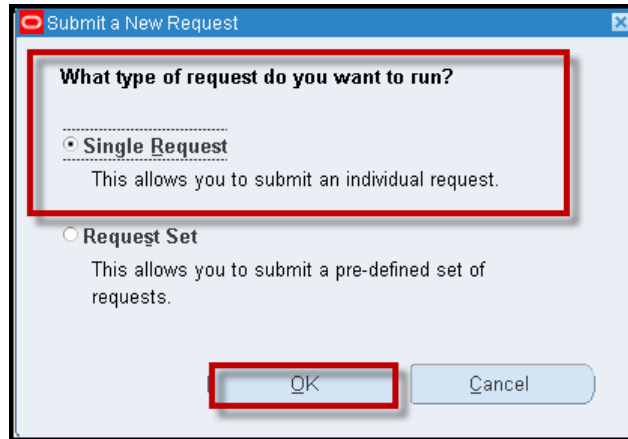 Submit a New Request
What type of request do you want to run?
Single Request
This allows you to submit an individual request.
Request Set
This allows you to submit a pre-defined set of
requests.
OK
Cancel